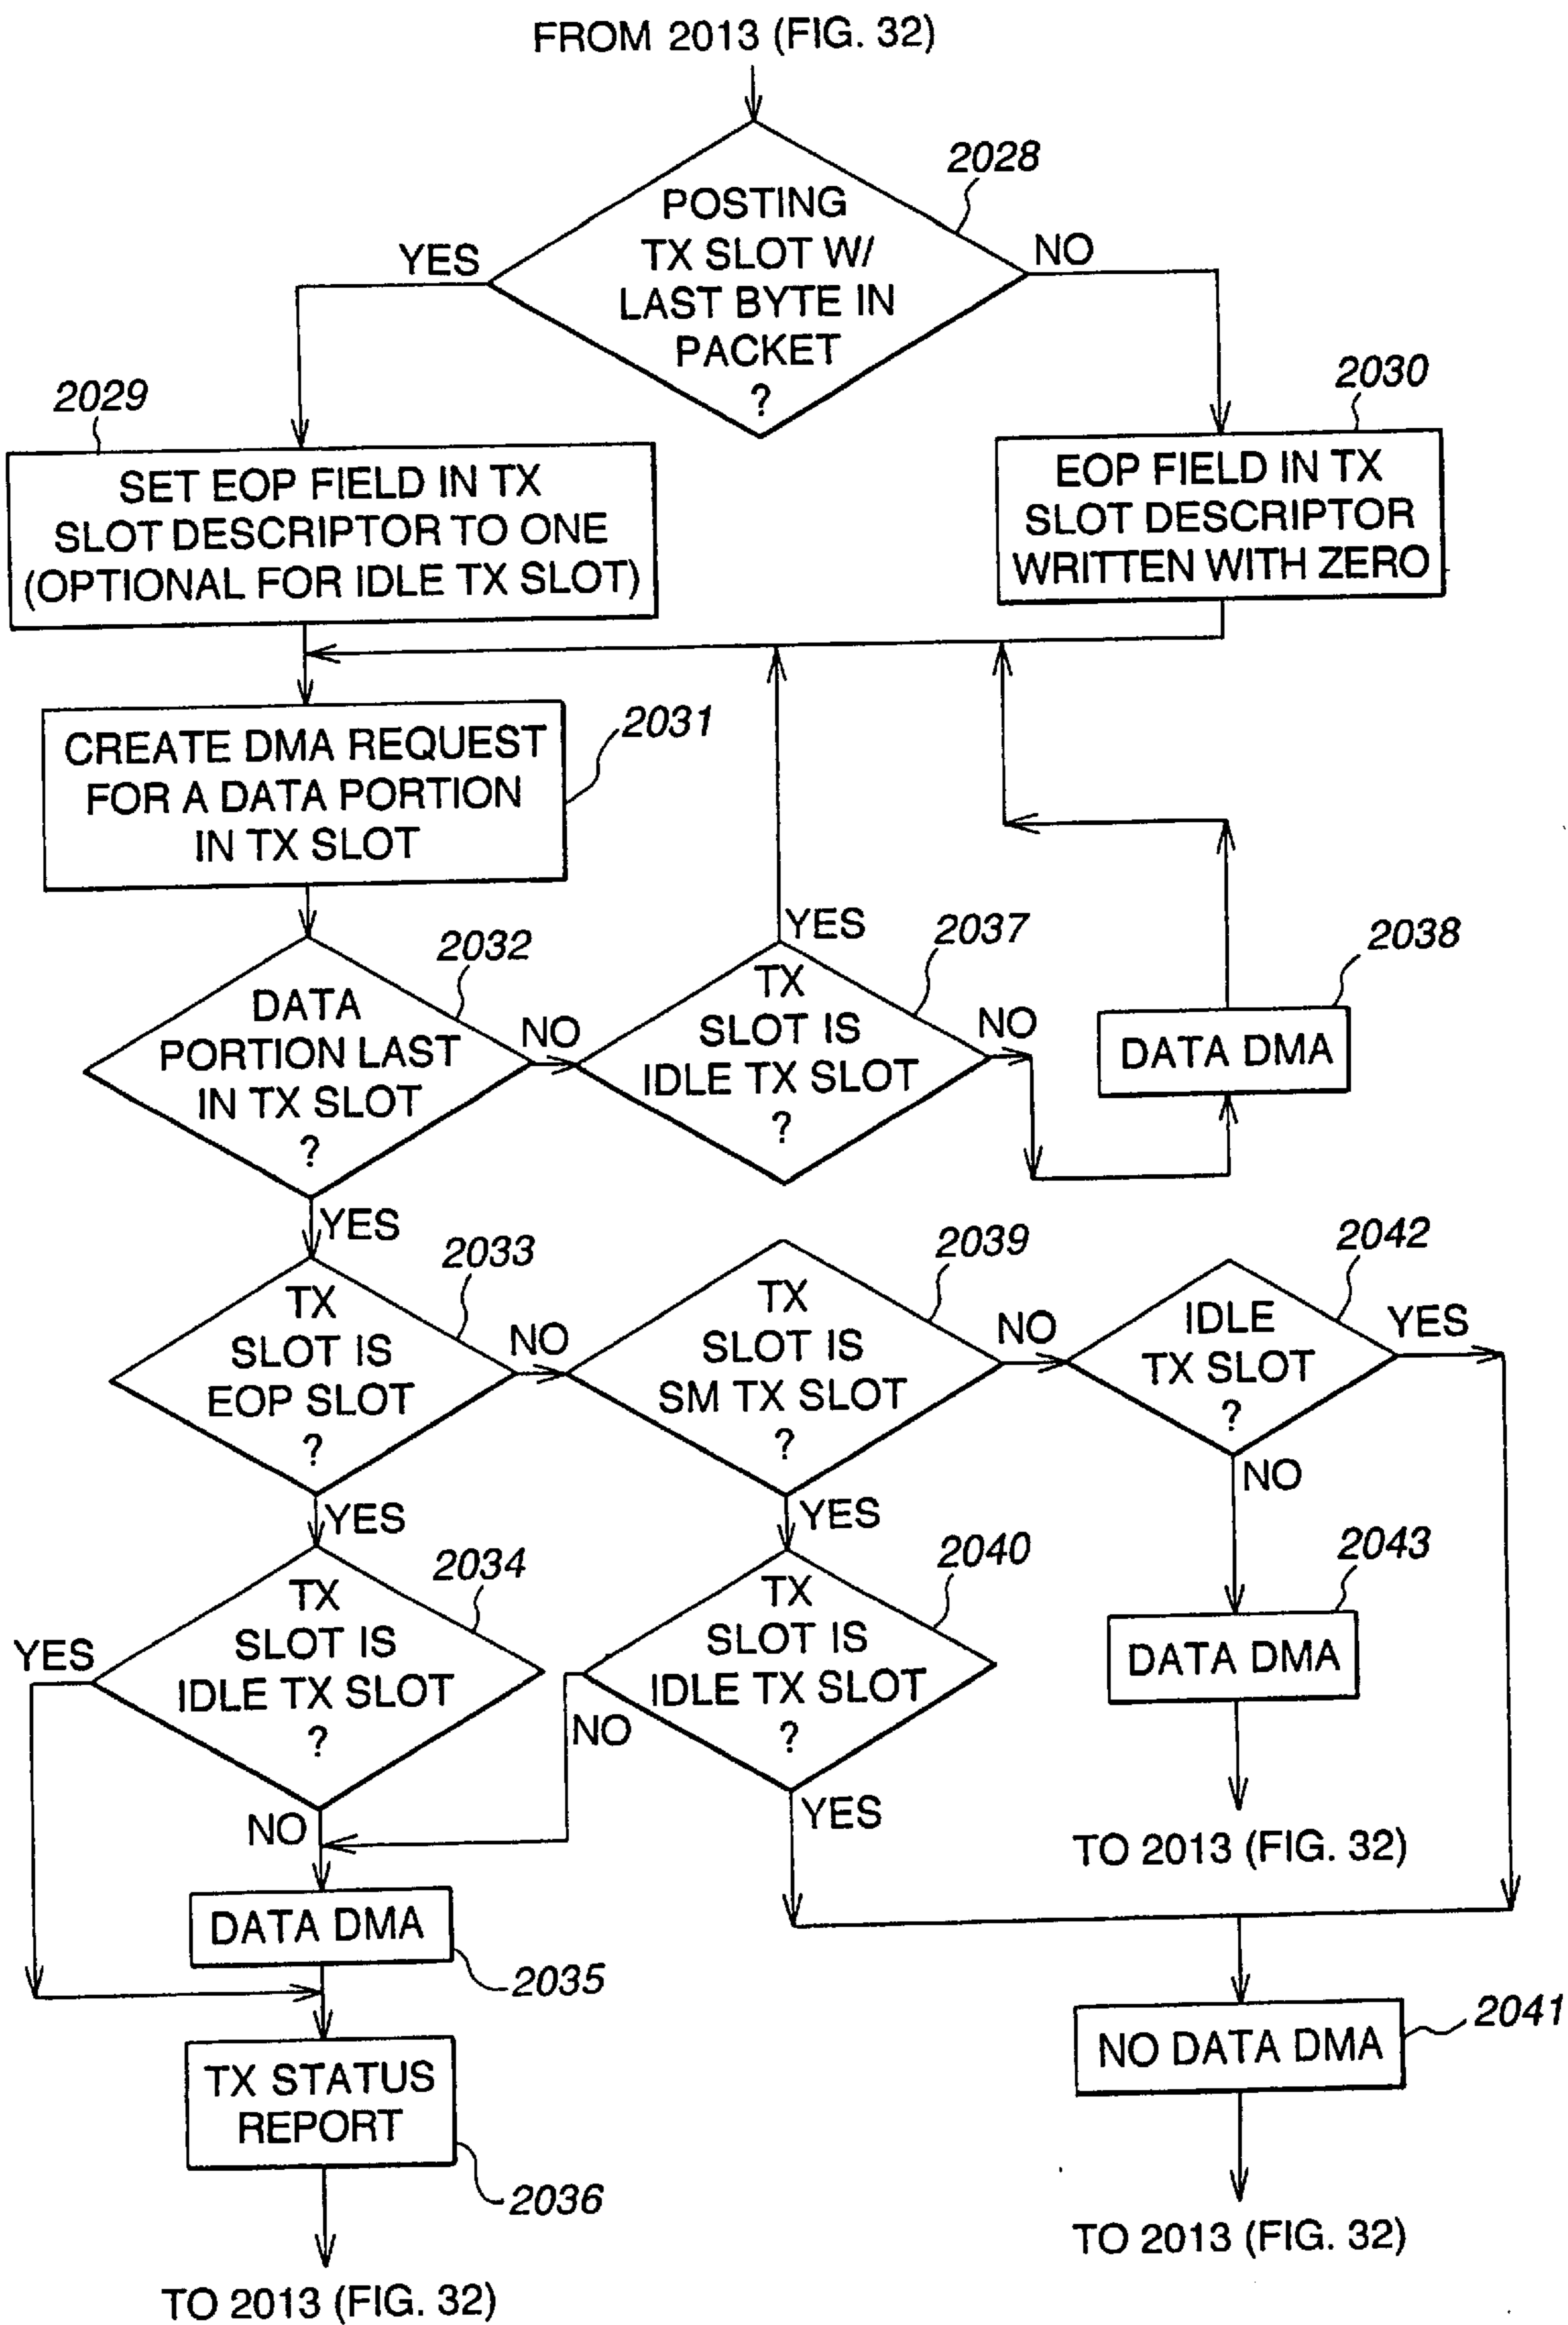 FROM 2013 (FIG. 32)
2028
POSTING
TX SLOT W/
LAST BYTE IN
PACKET
?
YES
NO
2029
SET EOP FIELD IN TX
SLOT DESCRIPTOR TO ONE
(OPTIONAL FOR IDLE TX SLOT)
2030
EOP FIELD IN TX
SLOT DESCRIPTOR
WRITTEN WITH ZERO
CREATE DMA REQUEST
FOR A DATA PORTION
IN TX SLOT
2031
2032
DATA
PORTION LAST
IN TX SLOT
?
NO
YES
YES
2037
TX
SLOT IS
IDLE TX SLOT
?
NO
2038
DATA DMA
2033
TX
SLOT IS
EOP SLOT
?
NO
YES
2039
TX
SLOT IS
SM TX SLOT
?
NO
YES
2042
IDLE
TX SLOT
?
YES
NO
2034
TX
SLOT IS
IDLE TX SLOT
?
YES
NO
2040
TX
SLOT IS
IDLE TX SLOT
?
NO
YES
2043
DATA DMA
TO 2013 (FIG. 32)
DATA DMA
2035
TX STATUS
REPORT
2036
TO 2013 (FIG. 32)
NO DATA DMA
2041
TO 2013 (FIG. 32)